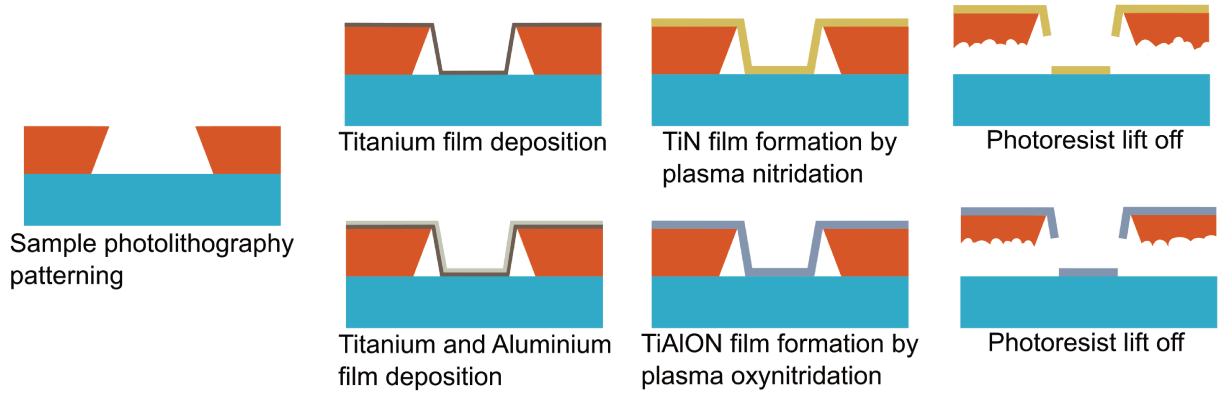 Sample photolithography
patterning
Titanium film deposition
TiN film formation by
plasma nitridation
Photoresist lift off
Titanium and Aluminium
film deposition
TiAlON film formation by
plasma oxynitridation
Photoresist lift off